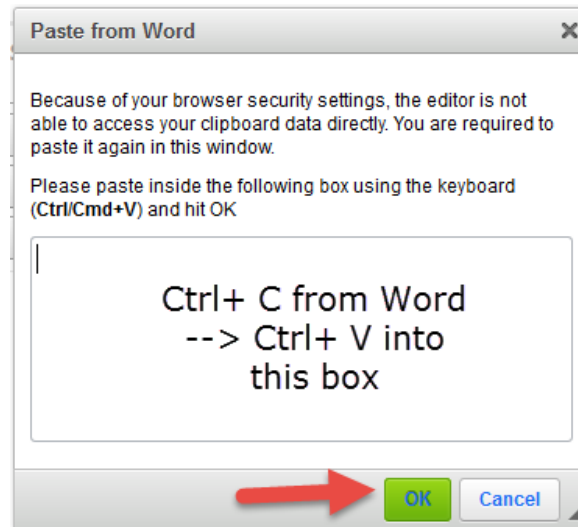 Paste from Word
Because of your browser security settings, the editor is not
able to access your clipboard data directly. You are required to
paste it again in this window.
Please paste inside the following box using the keyboard
(Ctrl/Cmd+V) and hit OK
Ctrl+ C from Word
--> Ctrl+ V into
this box
OK Cancel